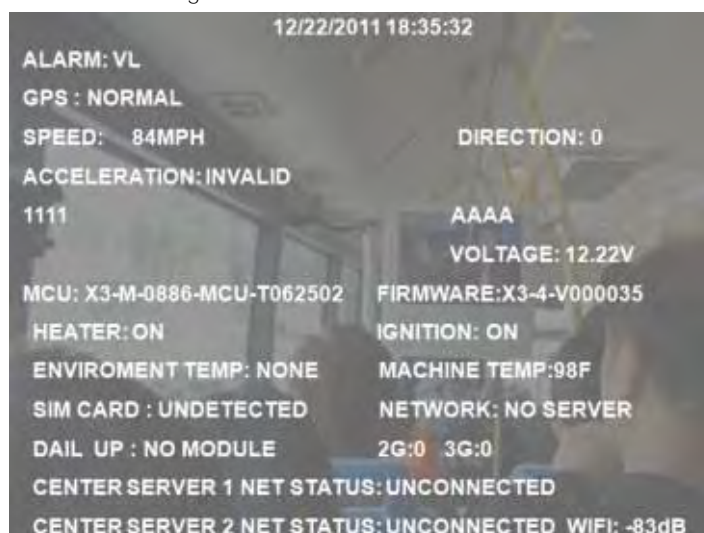 12/22/2011 18:35:32
ALARM: VL
GPS : NORMAL
SPEED: 84MPH DIRECTION: 0
ACCELERATION: INVALID
1111 AAAA
VOLTAGE: 12.22V
MCU: X3-M-0886-MCU-T062502 FIRMWARE:X3-4-V000035
HEATER: ON IGNITION: ON
ENVIROMENT TEMP: NONE MACHINE TEMP:98F
SIM CARD : UNDETECTED NETWORK: NO SERVER
DAIL UP : NO MODULE 2G:0 3G:0
CENTER SERVER 1 NET STATUS: UNCONNECTED
CENTER SERVER 2 NET STATUS: UNCONNECTED WIFI: -83dB